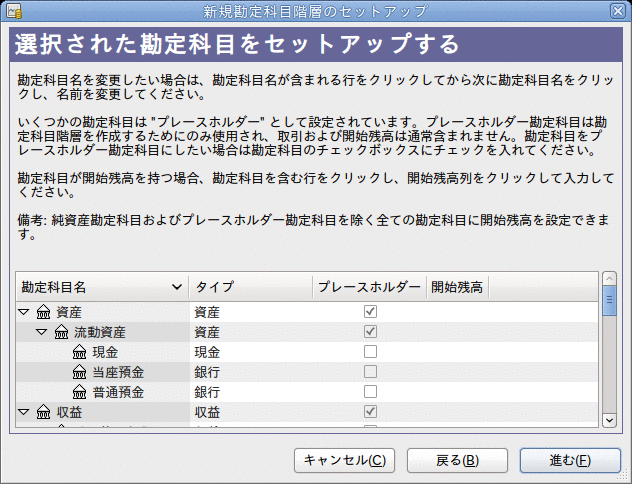 新規勘定科目階層のセットアップ
選択された勘定科目をセットアップする
勘定科目名を変更したい場合は、勘定科目名が含まれる行をクリックしてから次に勘定科目名をクリッ
クし、名前を変更してください。
いくつかの勘定科目は "プレースホルダー" として設定されています。プレースホルダー勘定科目は勘
定科目階層を作成するためにのみ使用され、取引および開始残高は通常含まれません。勘定科目をプ
レースホルダー勘定科目にしたい場合は勘定科目のチェックボックスにチェックを入れてください。
勘定科目が開始残高を持つ場合、勘定科目を含む行をクリックし、開始残高列をクリックして入力して
ください。
備考: 純資産勘定科目およびプレースホルダー勘定科目を除く全ての勘定科目に開始残高を設定できま
す。
勘定科目名 タイプ プレースホルダー 開始残高
資産 資産
流動資産 資産
現金 現金
当座預金 銀行
普通預金 銀行
収益 収益
キャンセル(C) 戻る(B) 進む(F)